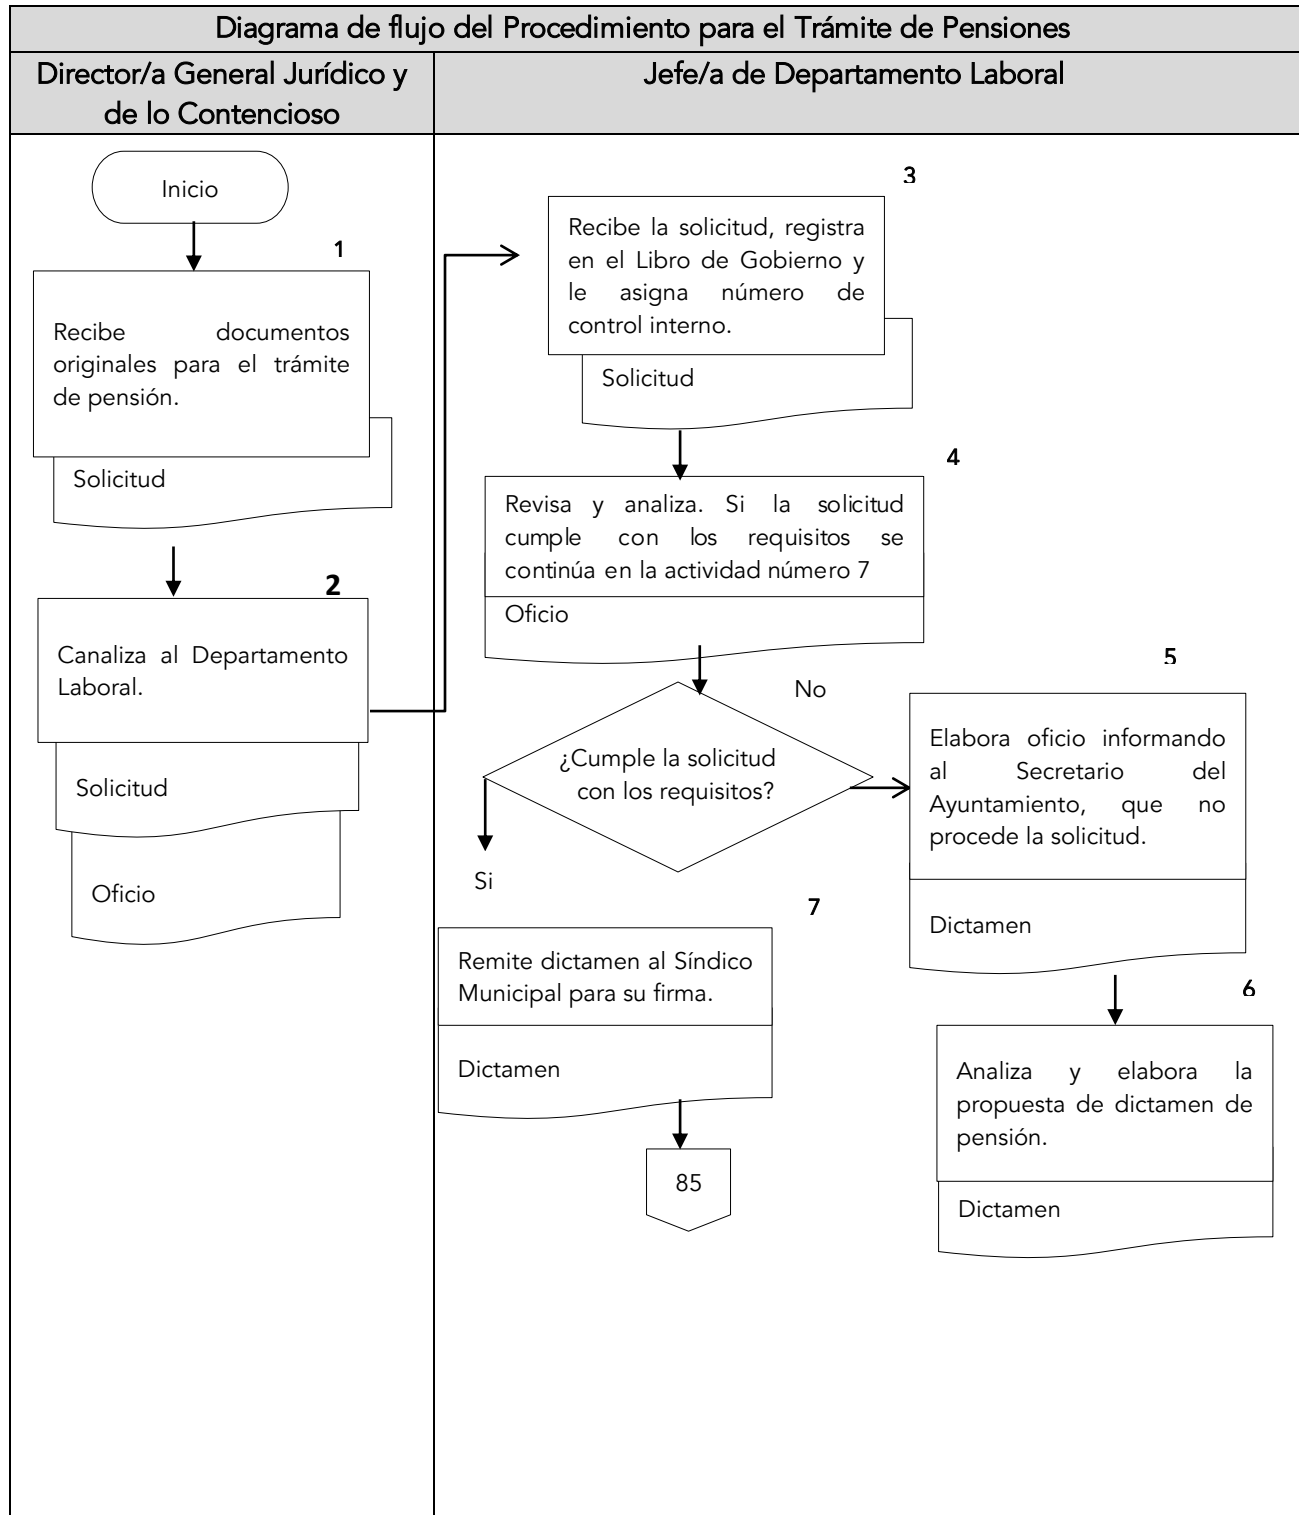 Diagrama de flujo del Procedimiento para el Trámite de Pensiones
Director/a General Jurídico y
de lo Contencioso
Jefe/a de Departamento Laboral
Inicio
1
Recibe documentos
originales para el trámite
de pensión.
Solicitud
2
Canaliza al Departamento
Laboral.
Solicitud
Oficio
3
Recibe la solicitud, registra
en el Libro de Gobierno y
le asigna número de
control interno.
Solicitud
4
Revisa y analiza. Si la solicitud
cumple con los requisitos se
continúa en la actividad número 7
Oficio
¿Cumple la solicitud
con los requisitos?
No
Si
5
Elabora oficio informando
al Secretario del
Ayuntamiento, que no
procede la solicitud.
Dictamen
6
Analiza y elabora la
propuesta de dictamen de
pensión.
Dictamen
7
Remite dictamen al Síndico
Municipal para su firma.
Dictamen
85